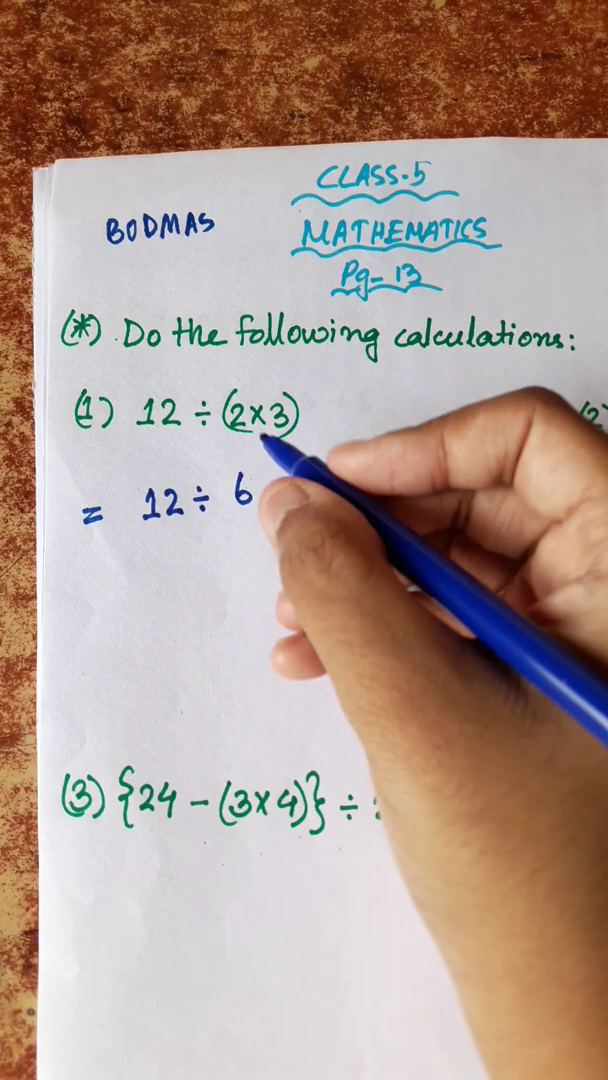 CLASS-5
BODMAS
MATHEMATICS
Pg- 13
(*) Do the following calculations:
(1) 12 ÷ (2×3)
(2)
= 12 ÷ 6
(3) {24 - (3×4)} ÷